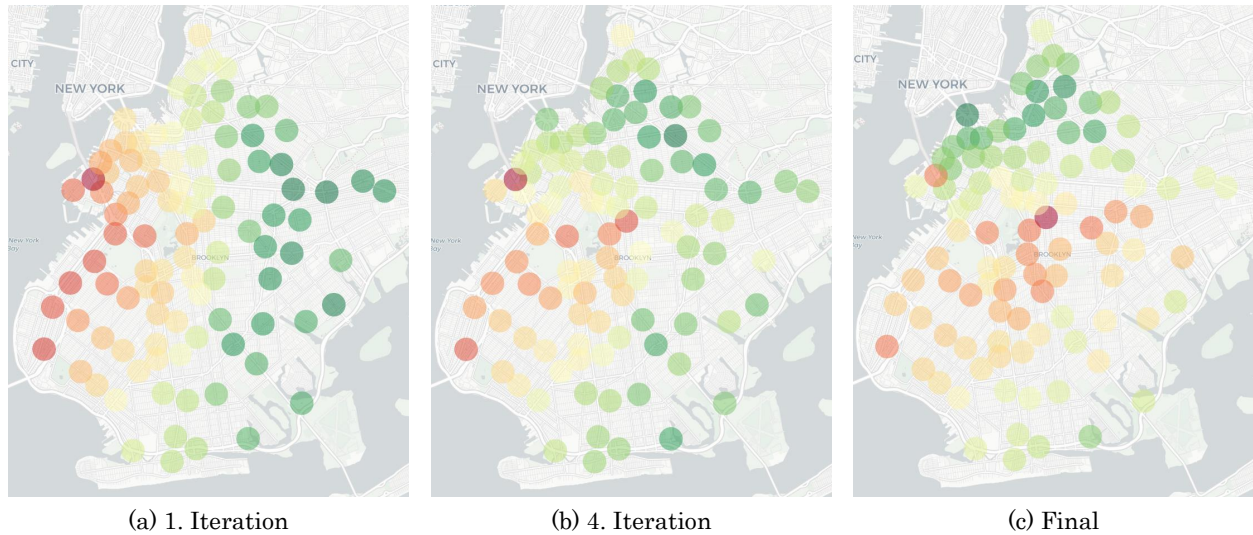 CITY
NEW YORK
New York
Bay
BROOKLYN
(a) 1. Iteration
CITY
NEW YORK
New York
Bay
BROOKLYN
(b) 4. Iteration
CITY
NEW YORK
New York
Bay
BROOKLYN
(c) Final